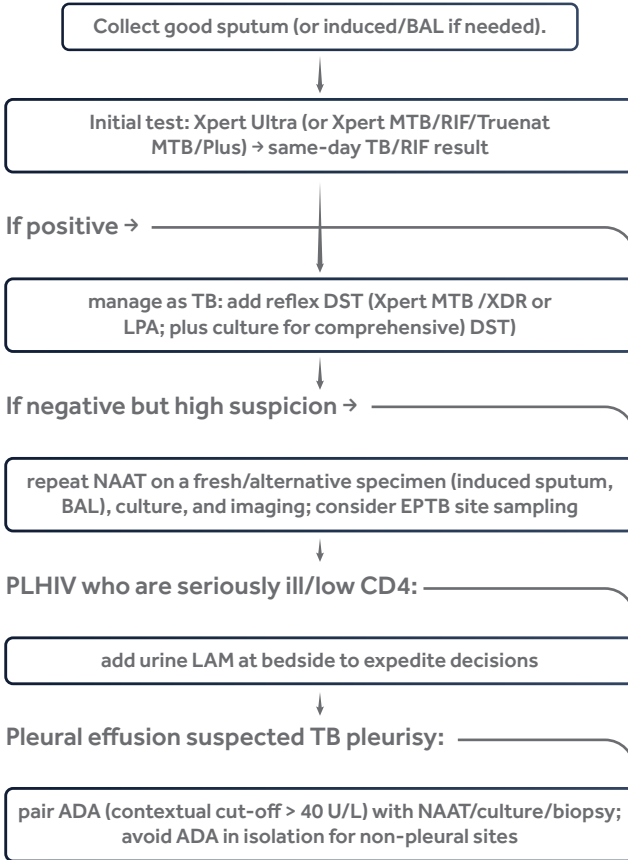 Collect good sputum (or induced/BAL if needed).
Initial test: Xpert Ultra (or Xpert MTB/RIF/Truenat
MTB/Plus) → same-day TB/RIF result
If positive →
manage as TB: add reflex DST (Xpert MTB /XDR or
LPA; plus culture for comprehensive) DST)
If negative but high suspicion →
repeat NAAT on a fresh/alternative specimen (induced sputum,
BAL), culture, and imaging; consider EPTB site sampling
PLHIV who are seriously ill/low CD4:
add urine LAM at bedside to expedite decisions
Pleural effusion suspected TB pleurisy:
pair ADA (contextual cut-off > 40 U/L) with NAAT/culture/biopsy;
avoid ADA in isolation for non-pleural sites